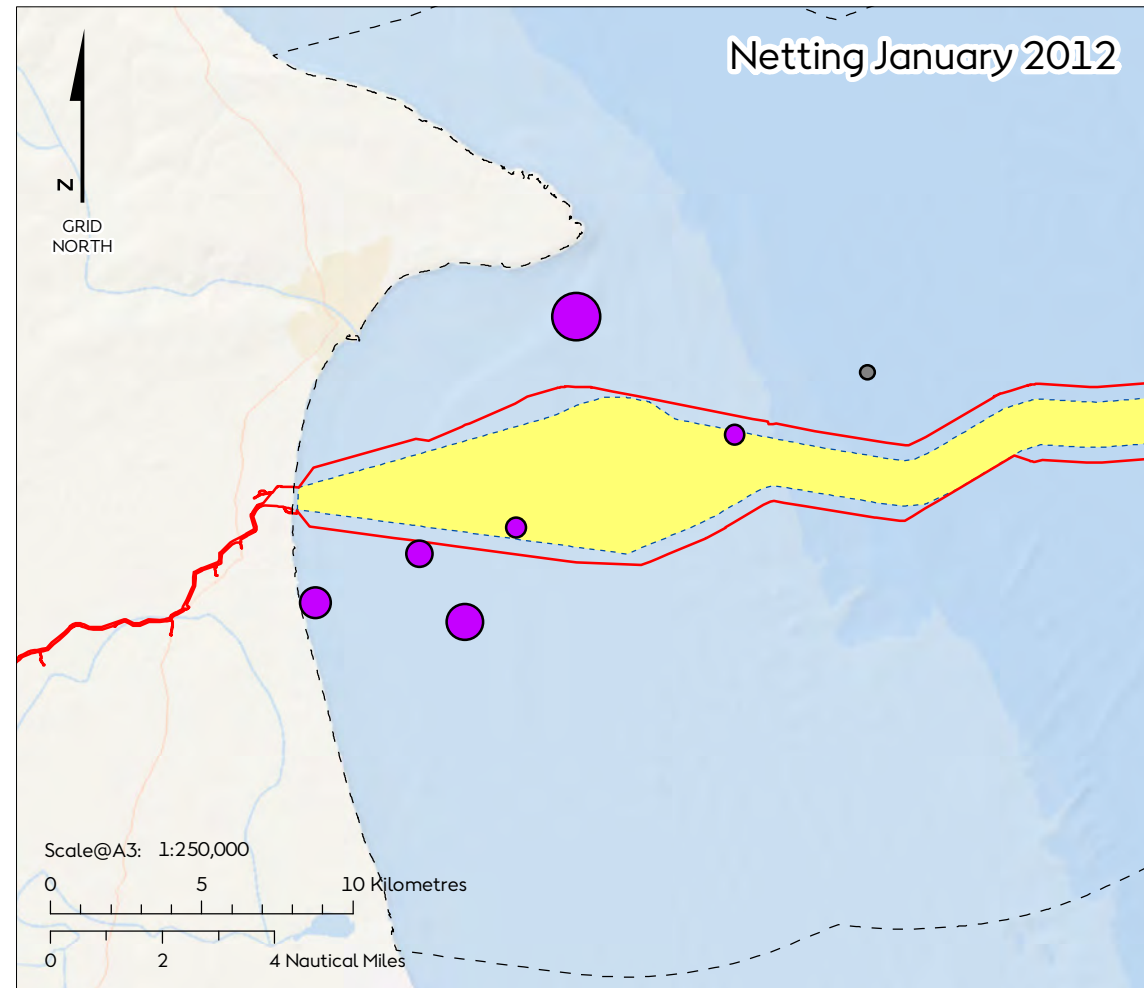 Netting January 2012
N
GRID
NORTH
Scale@A3: 1:250,000
0 5 10 Kilometres
0 2 4 Nautical Miles